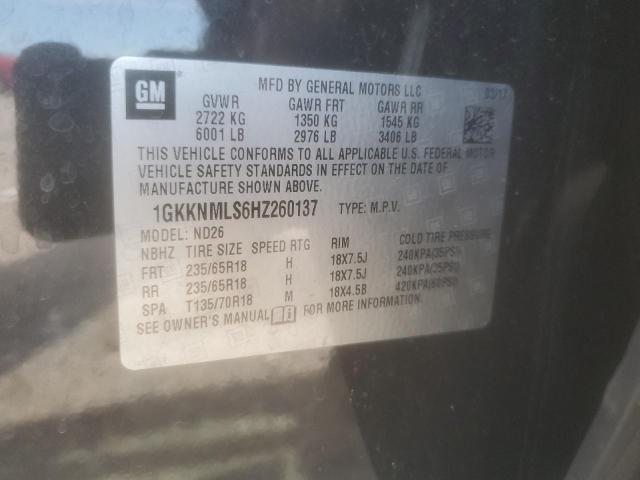 GM
MFD BY GENERAL MOTORS LLC 03/17
GVWR GAWR FRT GAWR RR
2722 KG 1350 KG 1545 KG
6001 LB 2976 LB 3406 LB
THIS VEHICLE CONFORMS TO ALL APPLICABLE U.S. FEDERAL MOTOR
VEHICLE SAFETY STANDARDS IN EFFECT ON THE DATE OF
MANUFACTURE SHOWN ABOVE.
1GKKNMLS6HZ260137 TYPE: M.P.V.
MODEL: ND26
NBHZ TIRE SIZE SPEED RTG RIM COLD TIRE PRESSURE
FRT 235/65R18 H 18X7.5J 240KPA(35PSI)
RR 235/65R18 H 18X7.5J 240KPA(35PSI)
SPA T135/70R18 M 18X4.5B 420KPA(60PSI)
SEE OWNER'S MANUAL FOR MORE INFORMATION